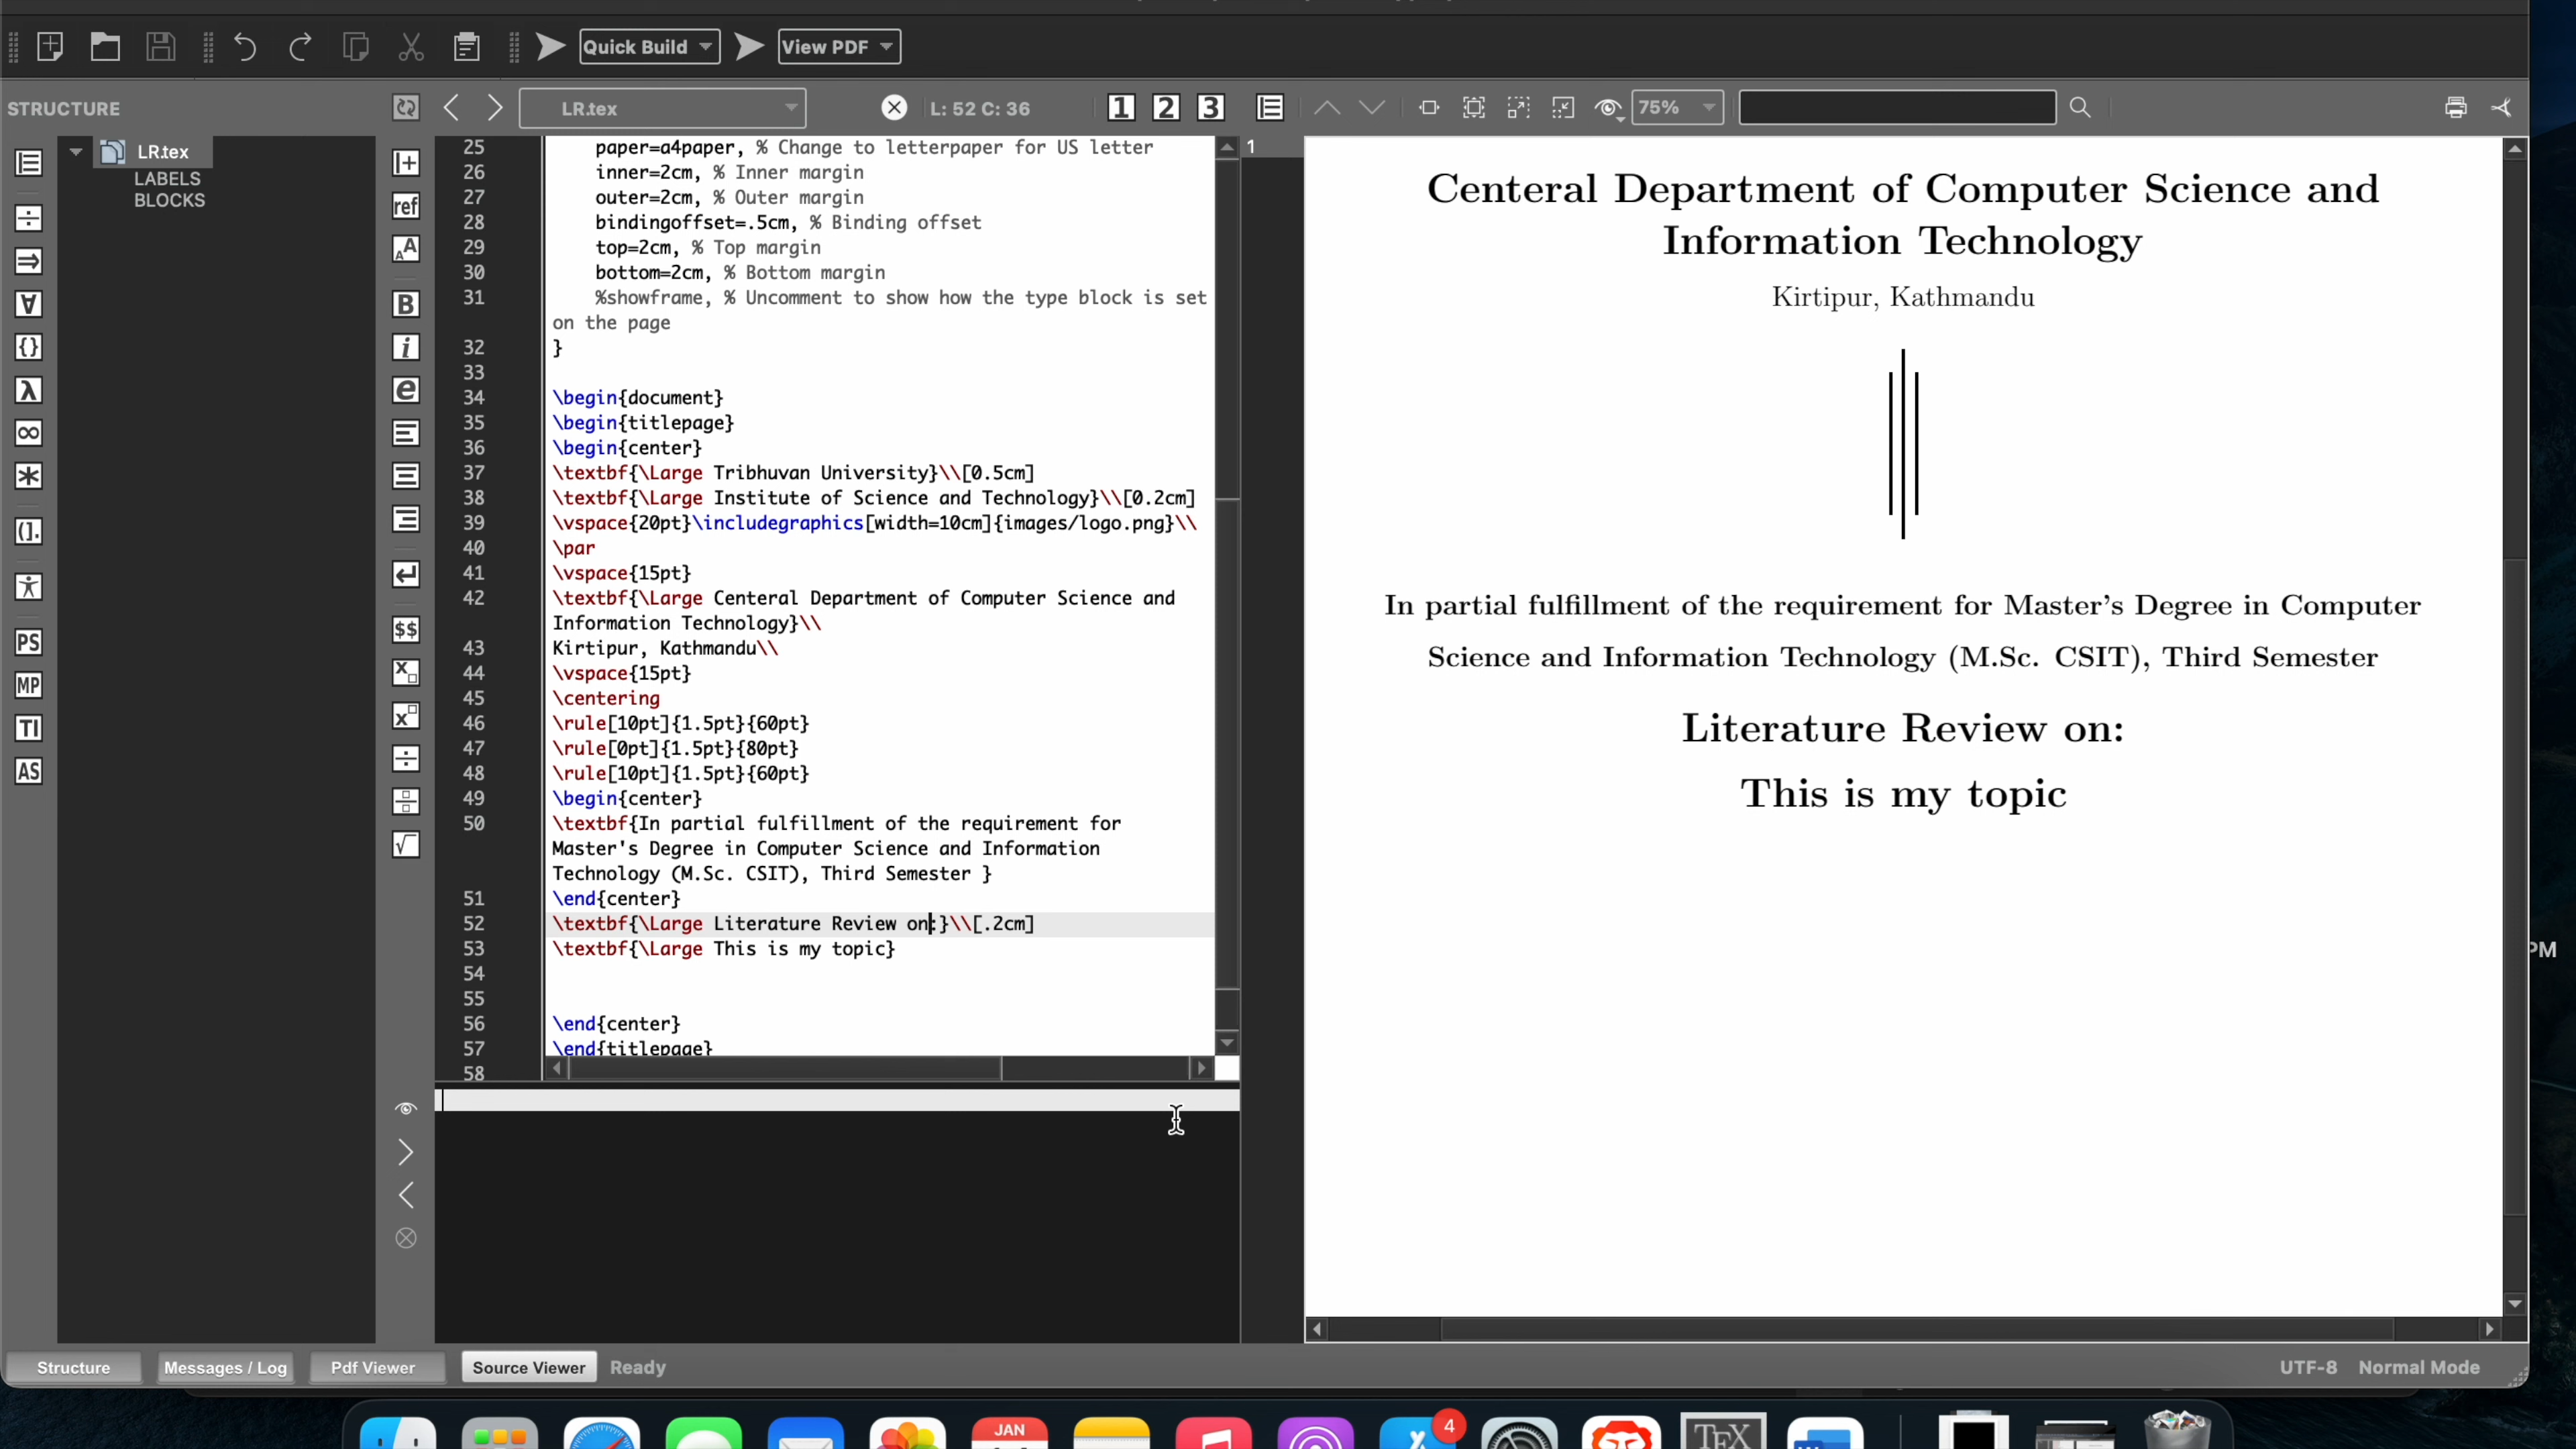 Quick Build
View PDF
STRUCTURE
LR.tex
L: 52 C: 36
1 2 3
75%
LR.tex
LABELS
BLOCKS
ref
$$
PS
MP
TI
AS
25 paper=a4paper, % Change to letterpaper for US letter
26 inner=2cm, % Inner margin
27 outer=2cm, % Outer margin
28 bindingoffset=.5cm, % Binding offset
29 top=2cm, % Top margin
30 bottom=2cm, % Bottom margin
31 %showframe, % Uncomment to show how the type block is set
on the page
32 }
33
34 \begin{document}
35 \begin{titlepage}
36 \begin{center}
37 \textbf{\Large Tribhuvan University}\\[0.5cm]
38 \textbf{\Large Institute of Science and Technology}\\[0.2cm]
39 \vspace{20pt}\includegraphics[width=10cm]{images/logo.png}\\
40 \par
41 \vspace{15pt}
42 \textbf{\Large Centeral Department of Computer Science and
Information Technology}\\
43 Kirtipur, Kathmandu\\
44 \vspace{15pt}
45 \centering
46 \rule[10pt]{1.5pt}{60pt}
47 \rule[0pt]{1.5pt}{80pt}
48 \rule[10pt]{1.5pt}{60pt}
49 \begin{center}
50 \textbf{In partial fulfillment of the requirement for
Master's Degree in Computer Science and Information
Technology (M.Sc. CSIT), Third Semester }
51 \end{center}
52 \textbf{\Large Literature Review on:}\\[.2cm]
53 \textbf{\Large This is my topic}
54
55
56 \end{center}
57 \end{titlepage}
58
1
Centeral Department of Computer Science and
Information Technology
Kirtipur, Kathmandu
In partial fulfillment of the requirement for Master's Degree in Computer
Science and Information Technology (M.Sc. CSIT), Third Semester
Literature Review on:
This is my topic
PM
Structure
Messages / Log
Pdf Viewer
Source Viewer
Ready
UTF-8
Normal Mode
JAN
4
TEX